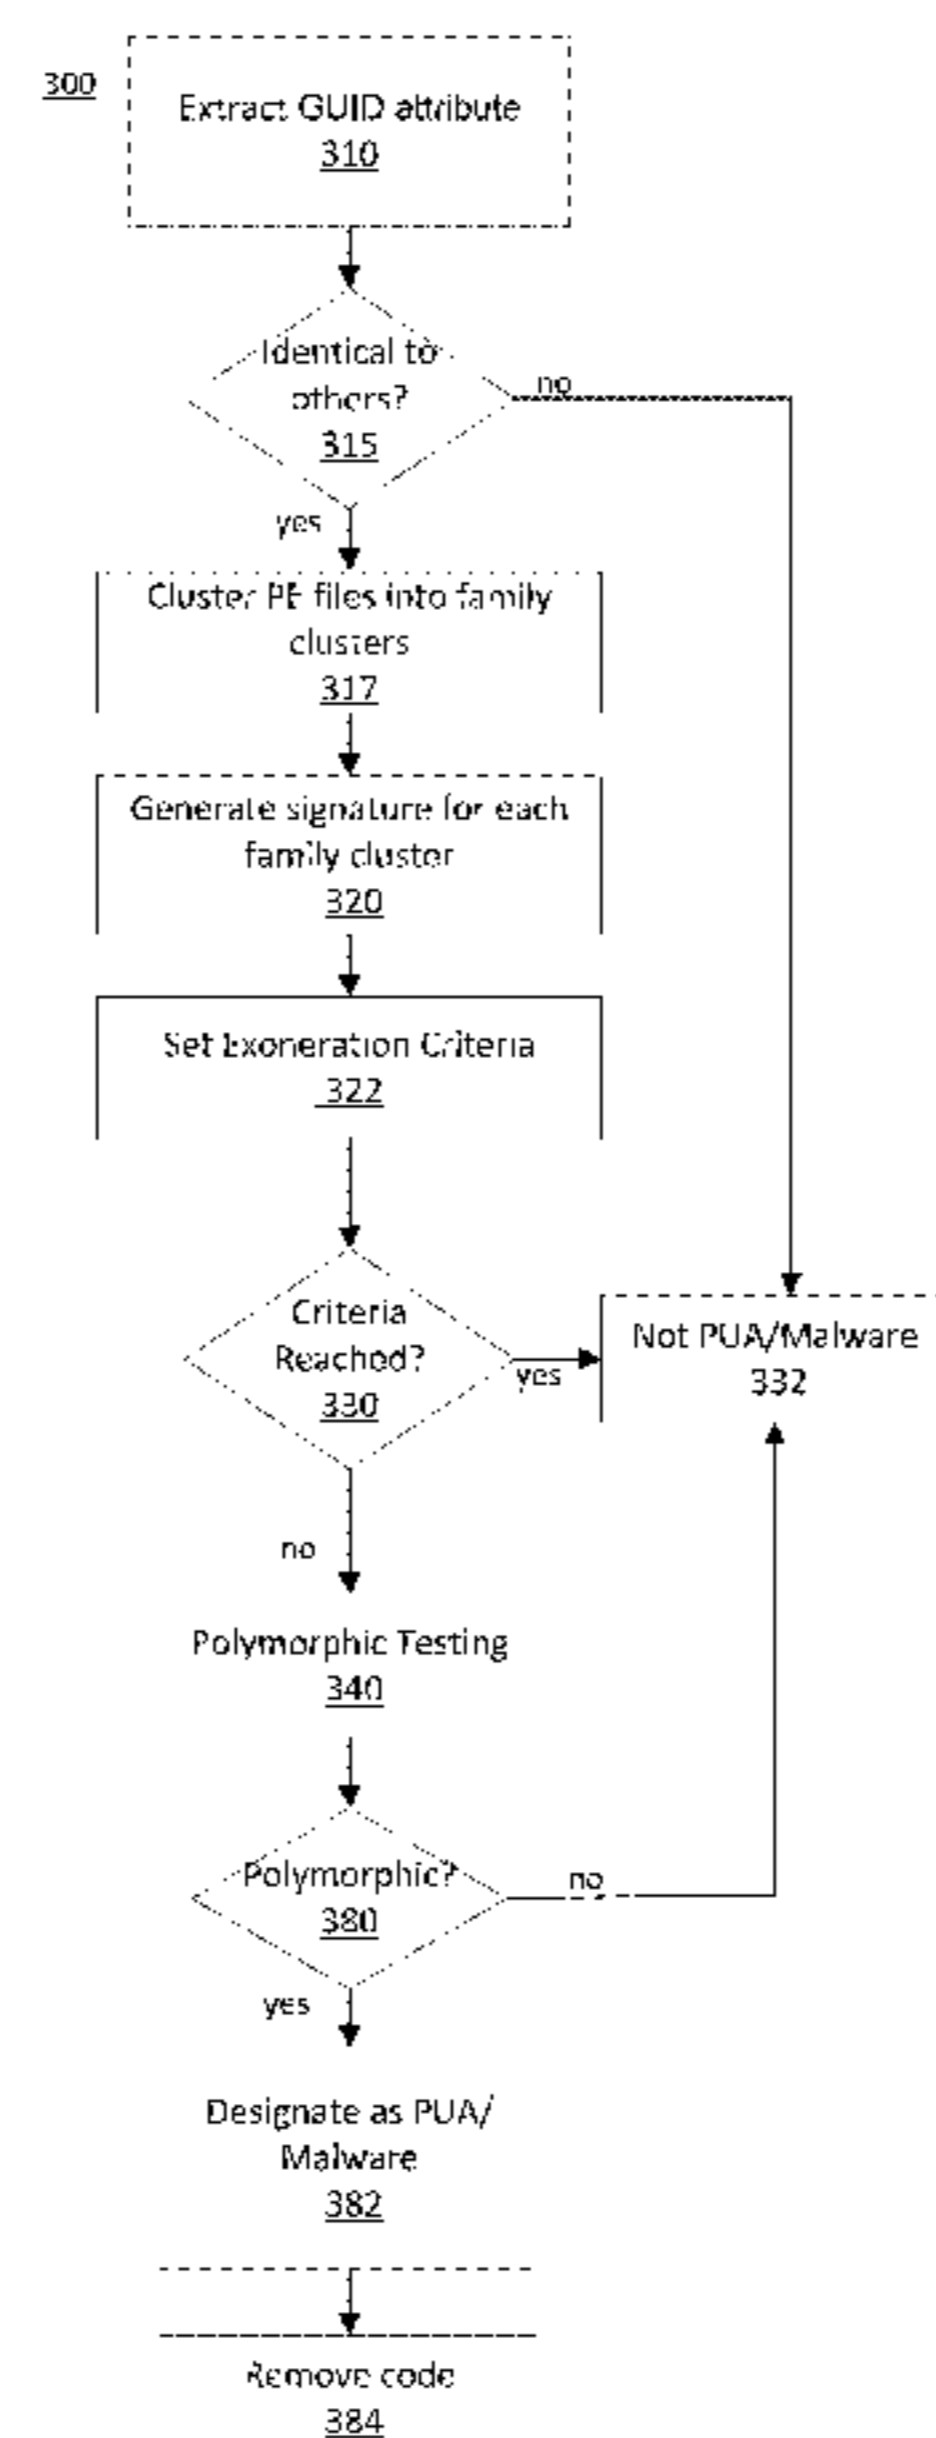 300
Extract GUID attribute
310
Identical to
others?
315
no
yes
Cluster PE files into family
clusters
317
Generate signature for each
family cluster
320
Set Exoneration Criteria
322
Criteria
Reached?
330
yes
Not PUA/Malware
332
no
Polymorphic Testing
340
Polymorphic?
380
no
yes
Designate as PUA/
Malware
382
Remove code
384